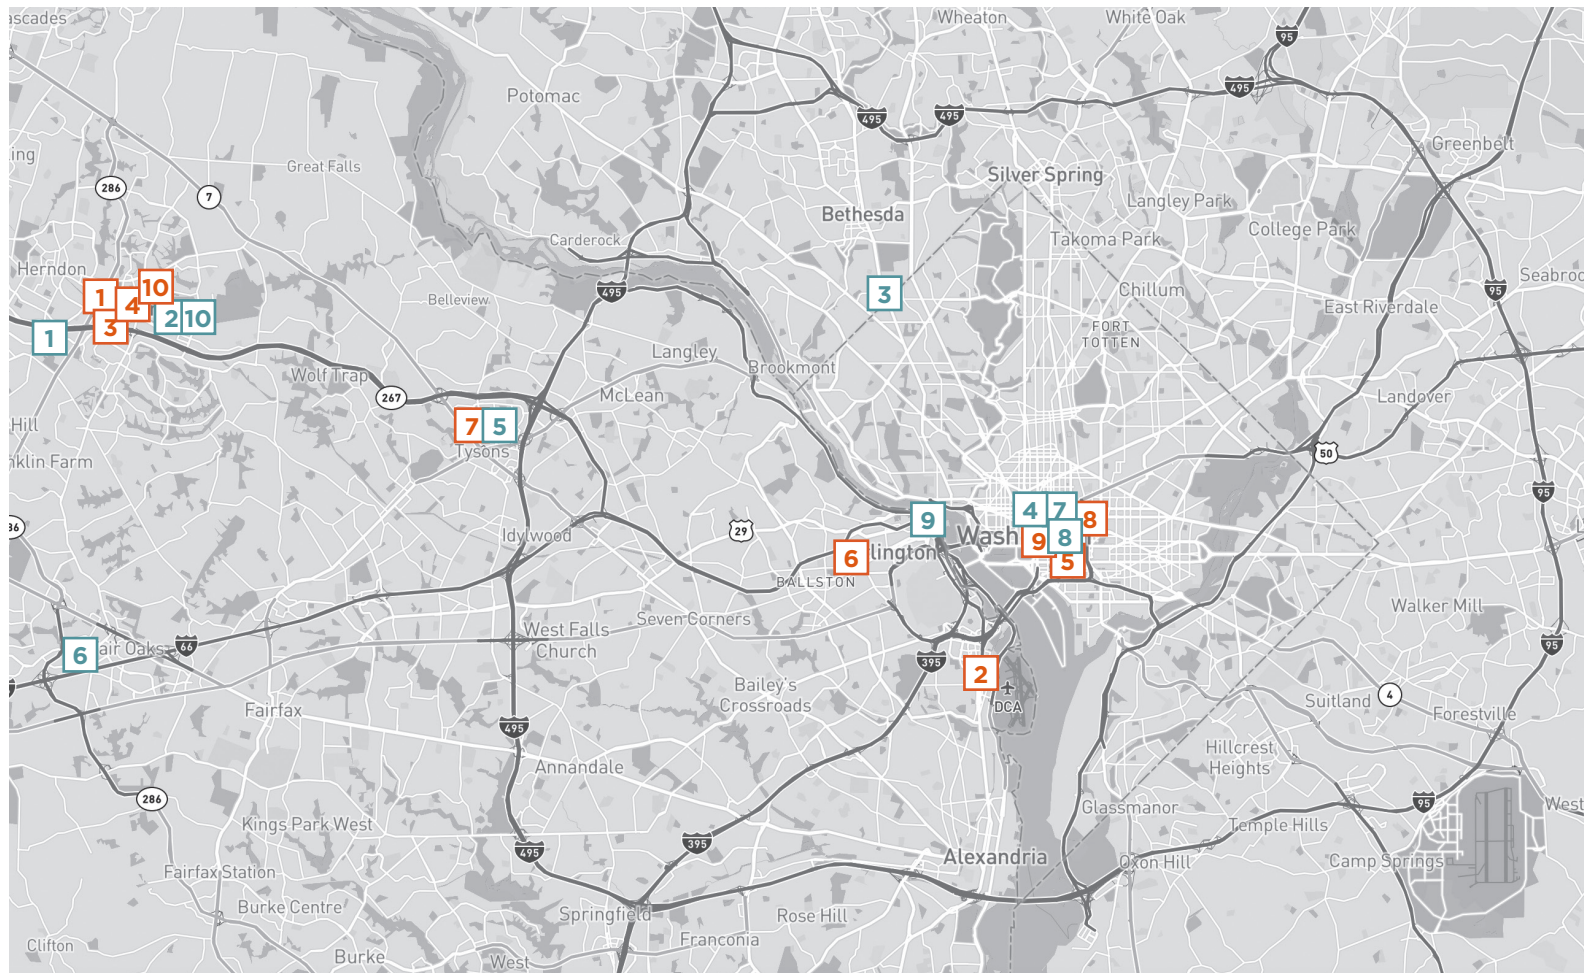 ascades
Wheaton
White Oak
95
495
Potomac
495
495
Greenbelt
ing
Great Falls
286
7
Silver Spring
Langley Park
Bethesda
College Park
Carderock
Takoma Park
Herndon
Seabroo
10
1
4
3
2
10
1
3
Belleview
495
Chillum
95
East Riverdale
FORT
TOTTEN
Langley
Brookmont
Wolf Trap
267
McLean
Landover
Hill
7
5
Tysons
nklin Farm
50
95
4
7
8
9
8
9
5
Wash
29
Idylwood
6
lington
BALLSTON
36
Walker Mill
Seven Corners
West Falls
Church
66
air Oaks
6
95
395
2
DCA
Bailey's
Crossroads
Suitland
4
Forestville
Fairfax
495
Hillcrest
Heights
Annandale
286
Glassmanor
95
West
Kings Park West
Temple Hills
395
495
Alexandria
Oxon Hill
Camp Springs
Fairfax Station
Burke Centre
Springfield
Rose Hill
Franconia
Clifton
Burke
West